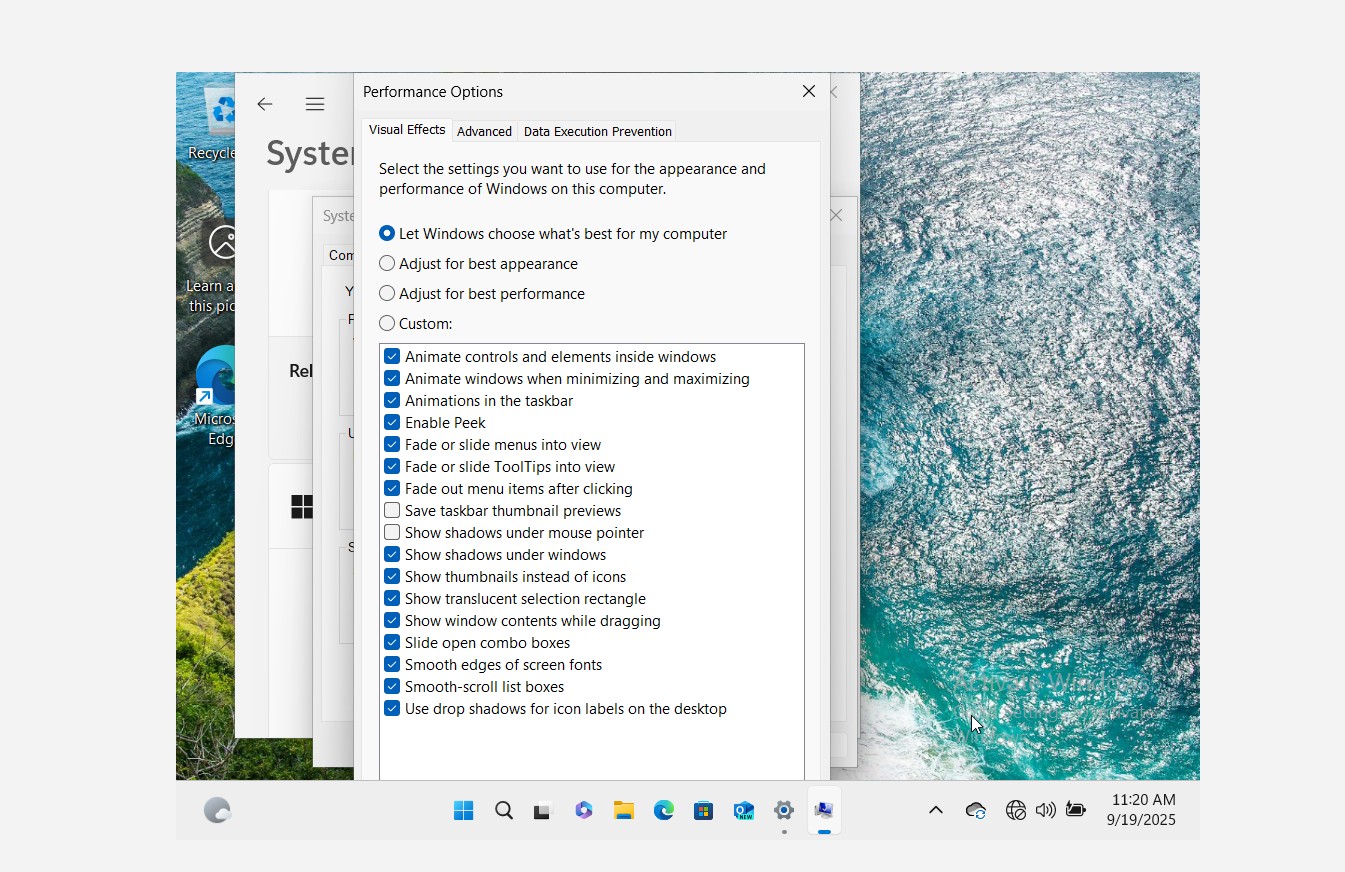 Performance Options
Recycle
System
Visual Effects
Advanced
Data Execution Prevention
Select the settings you want to use for the appearance and
performance of Windows on this computer.
Syste
Let Windows choose what's best for my computer
Com
Adjust for best appearance
Learn a
this pic
Y
Adjust for best performance
F
Custom:
Rel
Animate controls and elements inside windows
Animate windows when minimizing and maximizing
Animations in the taskbar
Micros
Edg
Enable Peek
U
Fade or slide menus into view
Fade or slide ToolTips into view
Fade out menu items after clicking
Save taskbar thumbnail previews
Show shadows under mouse pointer
S
Show shadows under windows
Show thumbnails instead of icons
Show translucent selection rectangle
Show window contents while dragging
Slide open combo boxes
Smooth edges of screen fonts
Smooth-scroll list boxes
Use drop shadows for icon labels on the desktop
NEW
11:20 AM
9/19/2025